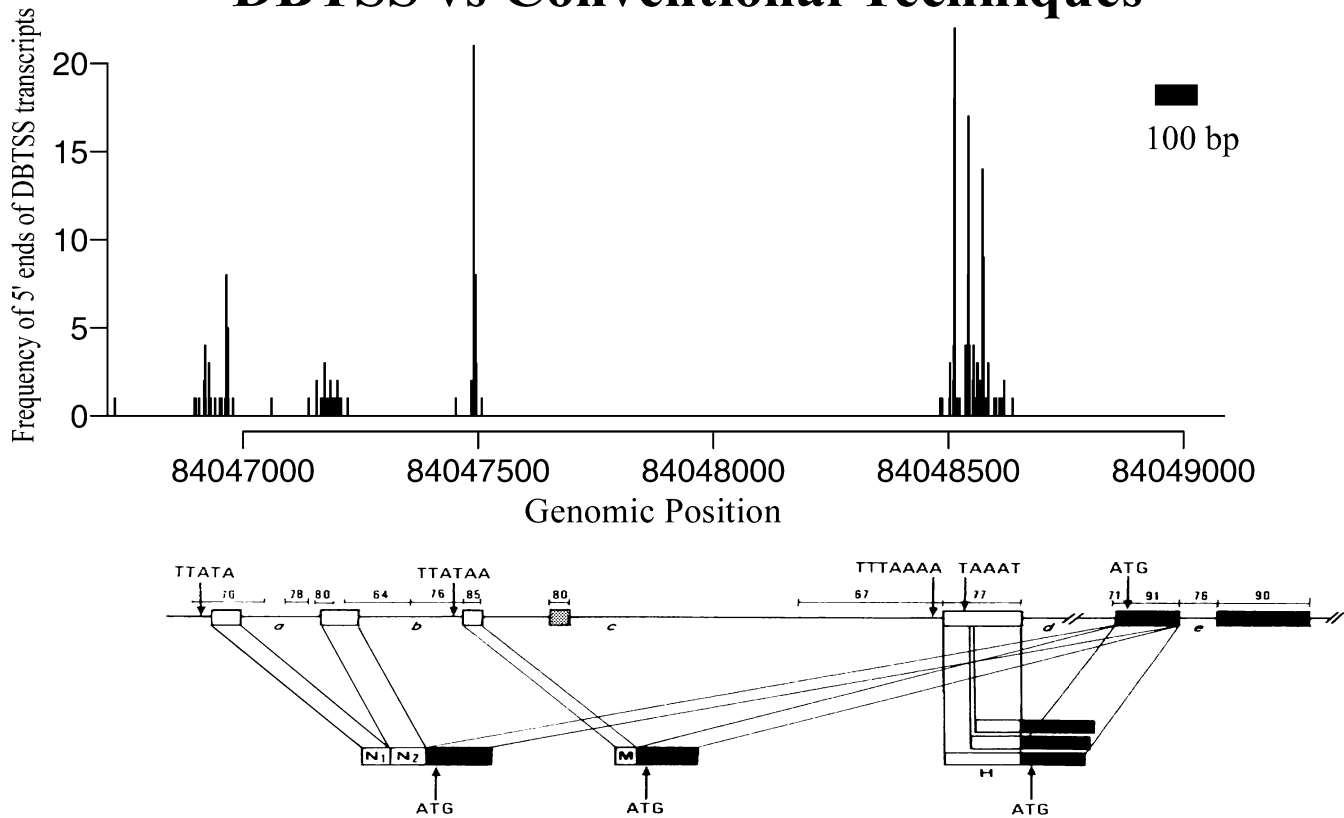 DBTSS vs Conventional Techniques
Frequency of 5' ends of DBTSS transcripts
20
15
10
5
0
100 bp
84047000 84047500 84048000 84048500 84049000
Genomic Position
TTATA TTATAA TTTAAAA TAAAT ATG
78 80 64 76 85 80 67 77 71 91 76 90
a b c d e
N1 N2 M H
ATG ATG ATG